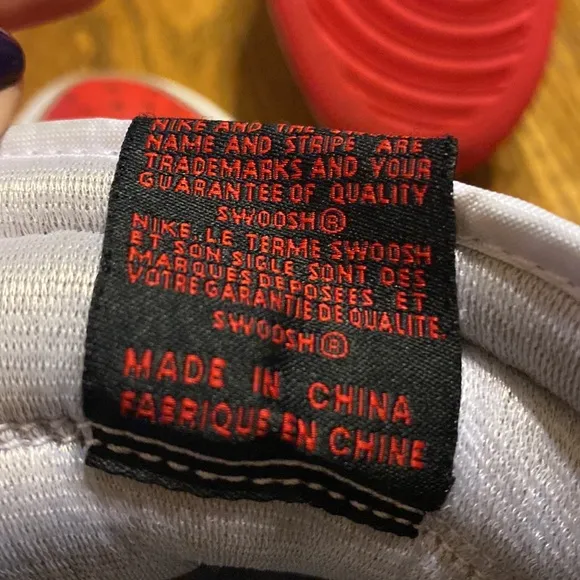 NIKE AND THE
NAME AND STRIPE ARE
TRADEMARKS AND YOUR
GUARANTEE OF QUALITY
SWOOSH®
NIKE. LE TERME SWOOSH
ET SON SIGLE SONT DES
MARQUES DEPOSEES ET
VOTRE GARANTIE DE QUALITE.
SWOOSH®
MADE IN CHINA
FABRIQUE EN CHINE